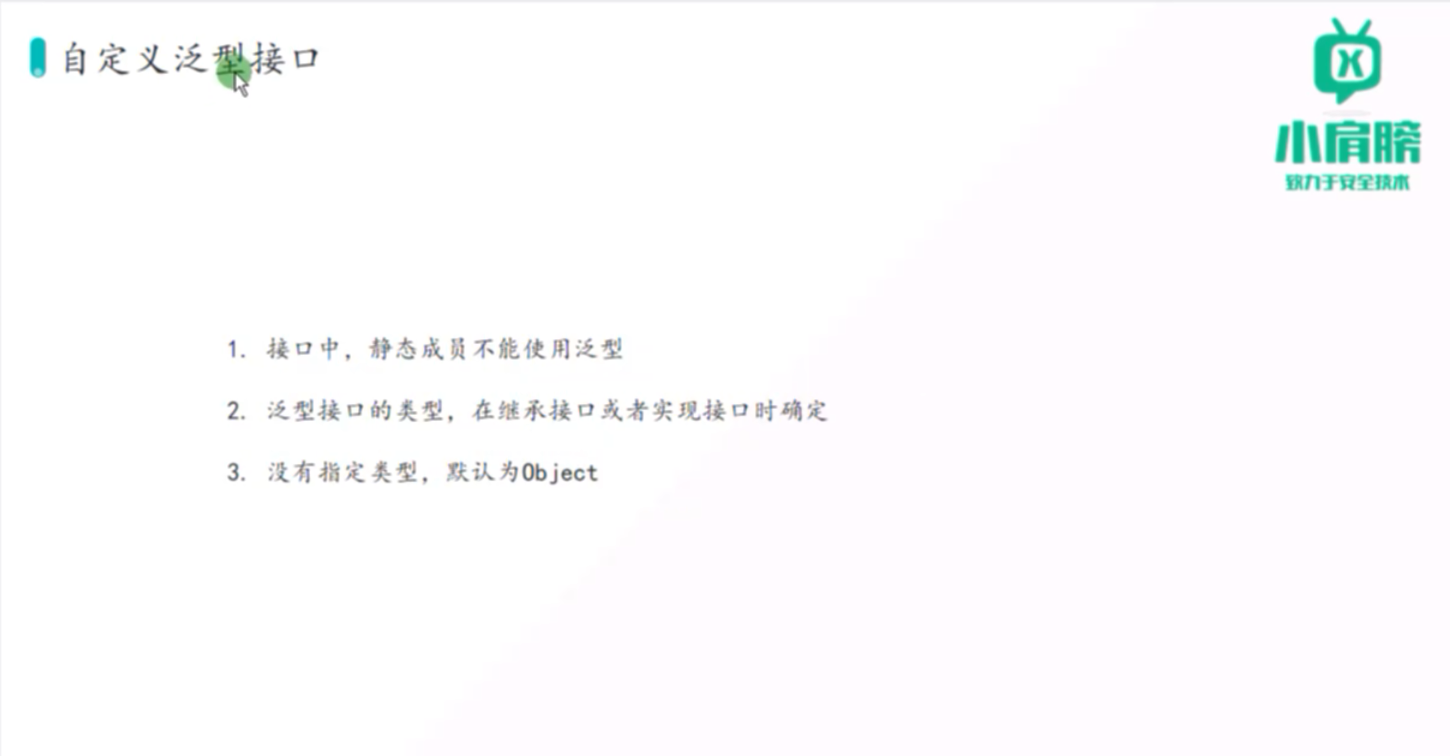 自定义泛型接口
小肩膀
致力于安全技术
1. 接口中，静态成员不能使用泛型
2. 泛型接口的类型，在继承接口或者实现接口时确定
3. 没有指定类型，默认为Object